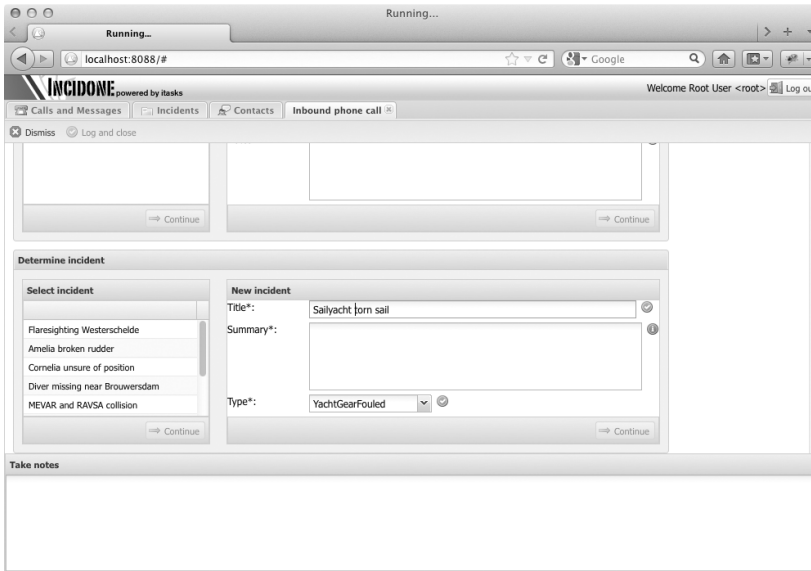 Running...
Running...
localhost:8088/#
Google
INCIDONE powered by itasks
Welcome Root User <root> Log ou
Calls and Messages Incidents Contacts Inbound phone call
Dismiss Log and close
Continue Continue
Determine incident
Select incident New incident
Title*: Sailyacht torn sail
Flaresighting Westerschelde Summary*:
Amelia broken rudder
Cornelia unsure of position
Diver missing near Brouwersdam
MEVAR and RAVSA collision Type*: YachtGearFouled
Continue Continue
Take notes